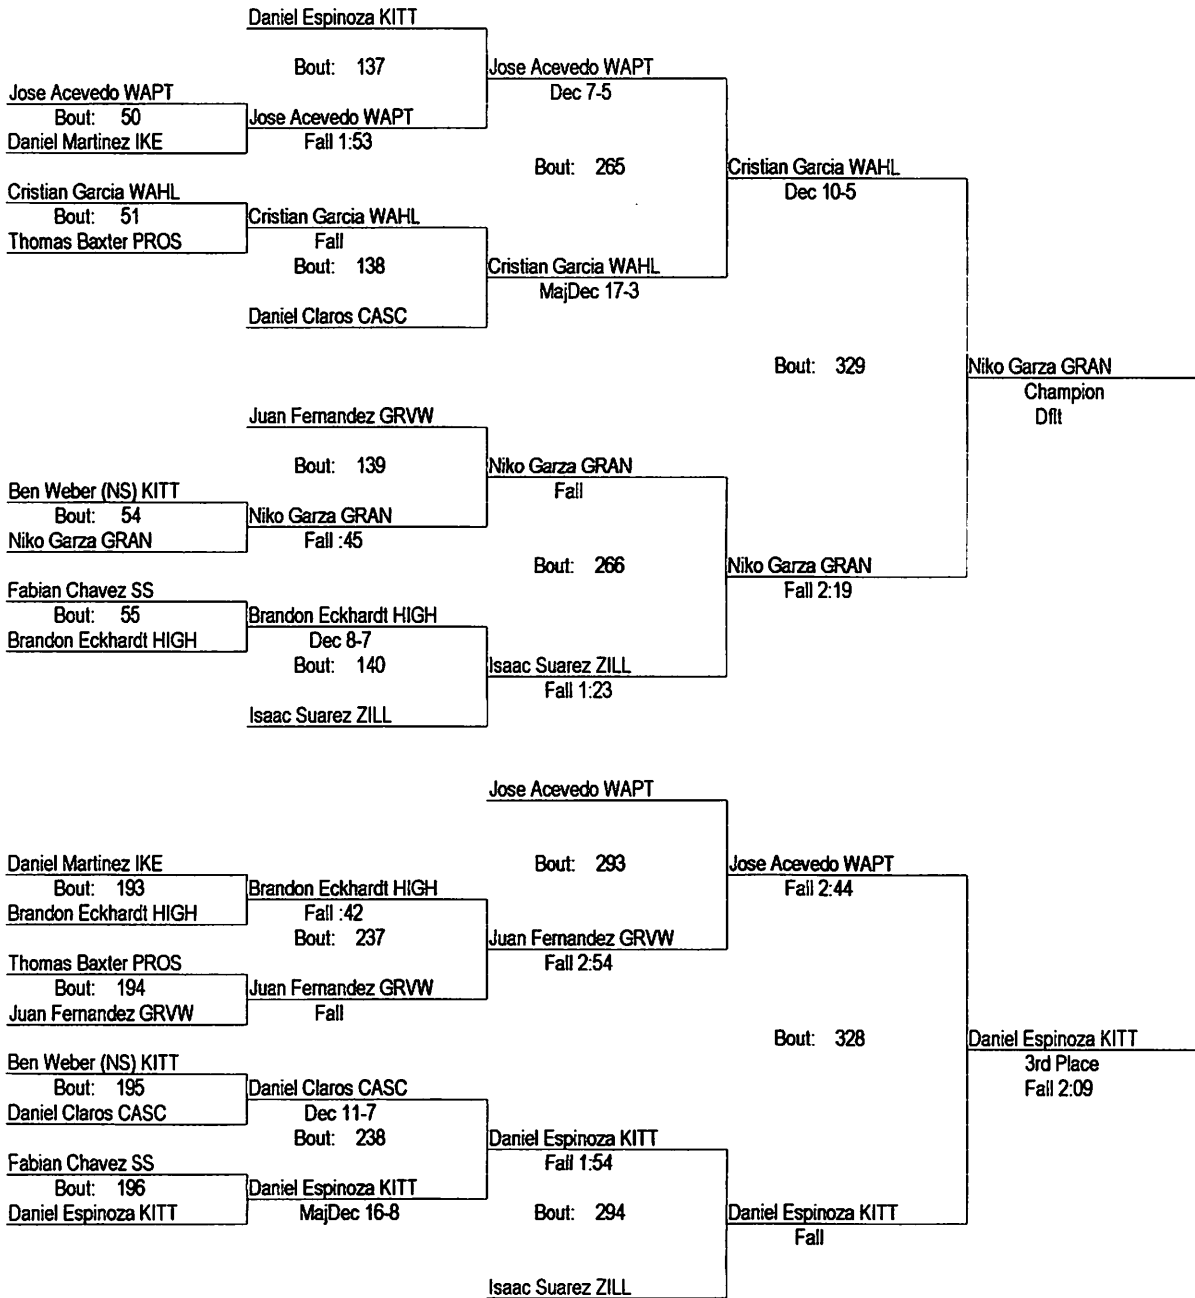 Daniel Espinoza KITT
Bout: 137
Jose Acevedo WAPT
Dec 7-5
Jose Acevedo WAPT
Bout: 50
Daniel Martinez IKE
Jose Acevedo WAPT
Fall 1:53
Bout: 265
Cristian Garcia WAHL
Dec 10-5
Cristian Garcia WAHL
Bout: 51
Thomas Baxter PROS
Cristian Garcia WAHL
Fall
Bout: 138
Cristian Garcia WAHL
MajDec 17-3
Daniel Claros CASC
Bout: 329
Niko Garza GRAN
Champion
Dflt
Juan Fernandez GRVW
Bout: 139
Niko Garza GRAN
Fall
Ben Weber (NS) KITT
Bout: 54
Niko Garza GRAN
Niko Garza GRAN
Fall :45
Bout: 266
Niko Garza GRAN
Fall 2:19
Fabian Chavez SS
Bout: 55
Brandon Eckhardt HIGH
Brandon Eckhardt HIGH
Dec 8-7
Bout: 140
Isaac Suarez ZILL
Fall 1:23
Isaac Suarez ZILL
Jose Acevedo WAPT
Bout: 293
Jose Acevedo WAPT
Fall 2:44
Daniel Martinez IKE
Bout: 193
Brandon Eckhardt HIGH
Brandon Eckhardt HIGH
Fall :42
Bout: 237
Juan Fernandez GRVW
Fall 2:54
Thomas Baxter PROS
Bout: 194
Juan Fernandez GRVW
Juan Fernandez GRVW
Fall
Bout: 328
Daniel Espinoza KITT
3rd Place
Fall 2:09
Ben Weber (NS) KITT
Bout: 195
Daniel Claros CASC
Daniel Claros CASC
Dec 11-7
Bout: 238
Daniel Espinoza KITT
Fall 1:54
Fabian Chavez SS
Bout: 196
Daniel Espinoza KITT
Daniel Espinoza KITT
MajDec 16-8
Bout: 294
Daniel Espinoza KITT
Fall
Isaac Suarez ZILL